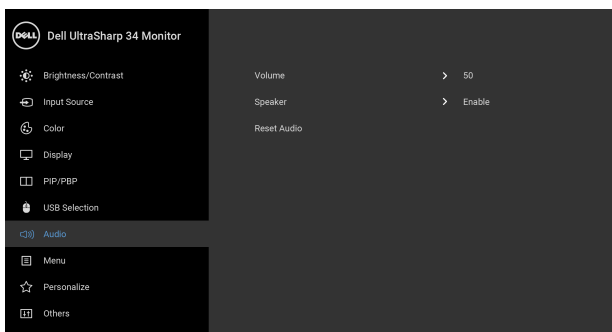 DELL Dell UltraSharp 34 Monitor
Brightness/Contrast
Volume 50
Input Source
Speaker Enable
Color
Reset Audio
Display
PIP/PBP
USB Selection
Audio
Menu
Personalize
Others